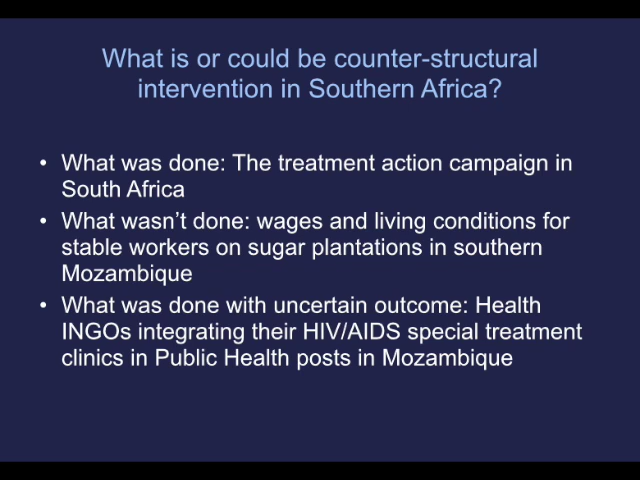 What is or could be counter-structural
intervention in Southern Africa?
• What was done: The treatment action campaign in
South Africa
• What wasn’t done: wages and living conditions for
stable workers on sugar plantations in southern
Mozambique
• What was done with uncertain outcome: Health
INGOs integrating their HIV/AIDS special treatment
clinics in Public Health posts in Mozambique